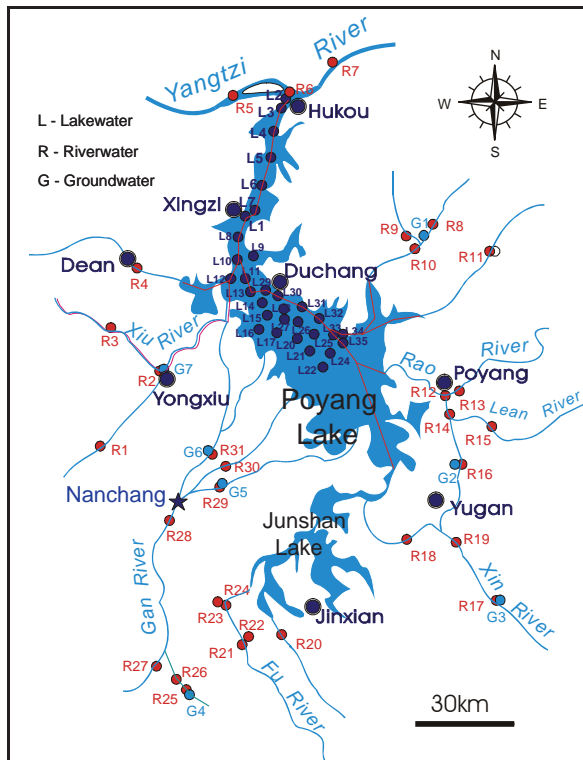 Yangtzi River
R7
N
W E
S
R5
L2
R6
L3
Hukou
L4
L - Lakewater
R - Riverwater
G - Groundwater
L5
L6
Xingzi
L7
L1
L8
L9
L10
Dean
R4
L12
11
Duchang
L29
L13
L30
L14
L31
L15
L32
L16
L17
27
L26
L33
L34
L20
L25
L35
L21
L24
L22
R9
G1
R8
R10
R11
R3
Xiu River
R2
G7
Yongxiu
R1
Rao River
Poyang
R12
R13
R14
Lean River
R15
Poyang
Lake
G6
R31
R30
G2
R16
Nanchang
R29
G5
Yugan
R28
Junshan
Lake
R18
R19
Gan River
R24
R23
Jinxian
R17
G3
Xin River
R22
R21
R20
Fu River
R27
R26
R25
G4
30km